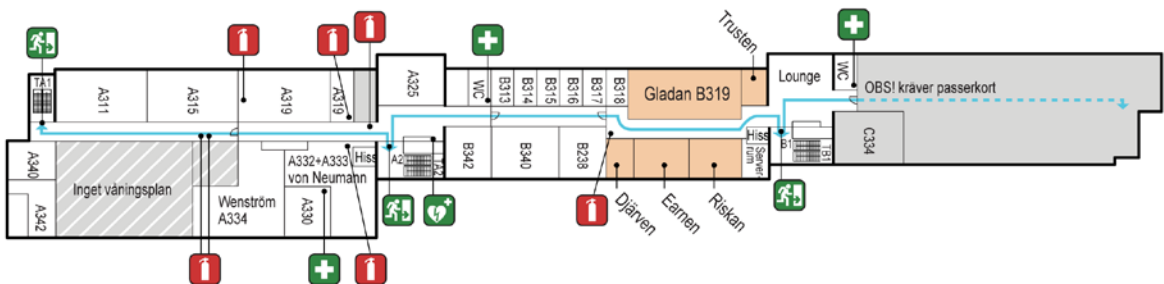 Trusten
TA1
A311
A315
A319
A319
A325
WC
B313
B314
B315
B316
B317
B318
Gladan B319
Lounge
WC
OBS! kräver passerkort
A340
A342
Inget våningsplan
Wenström
A334
A332+A333
von Neumann
A330
Hiss
A2
TA2
B342
B340
B238
Djärven
Earnen
Riskan
Hiss
Server
rum
B1
TB1
C334